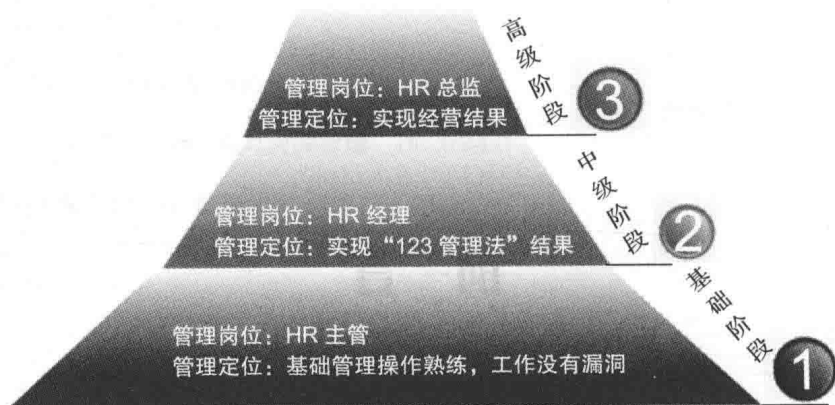 高级阶段
3
管理岗位：HR 总监
管理定位：实现经营结果
中级阶段
2
管理岗位：HR 经理
管理定位：实现“123 管理法”结果
基础阶段
1
管理岗位：HR 主管
管理定位：基础管理操作熟练，工作没有漏洞